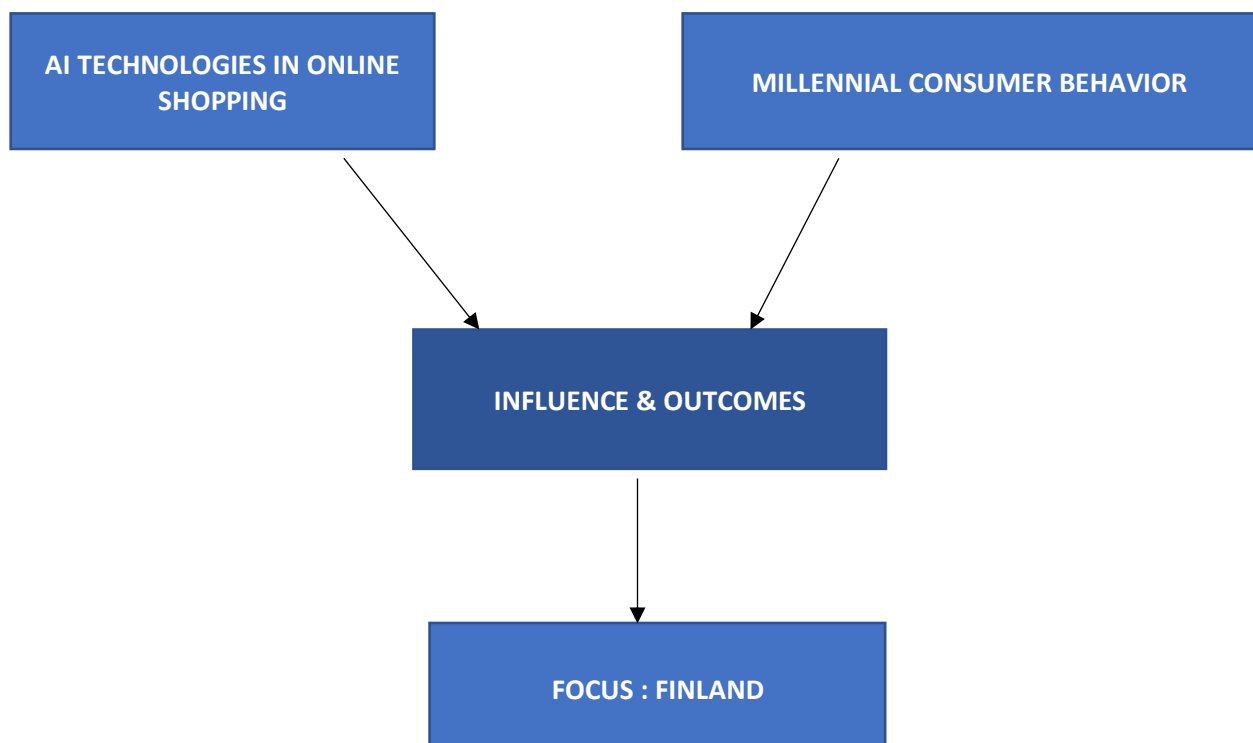 AI TECHNOLOGIES IN ONLINE
SHOPPING
MILLENNIAL CONSUMER BEHAVIOR
INFLUENCE & OUTCOMES
FOCUS : FINLAND